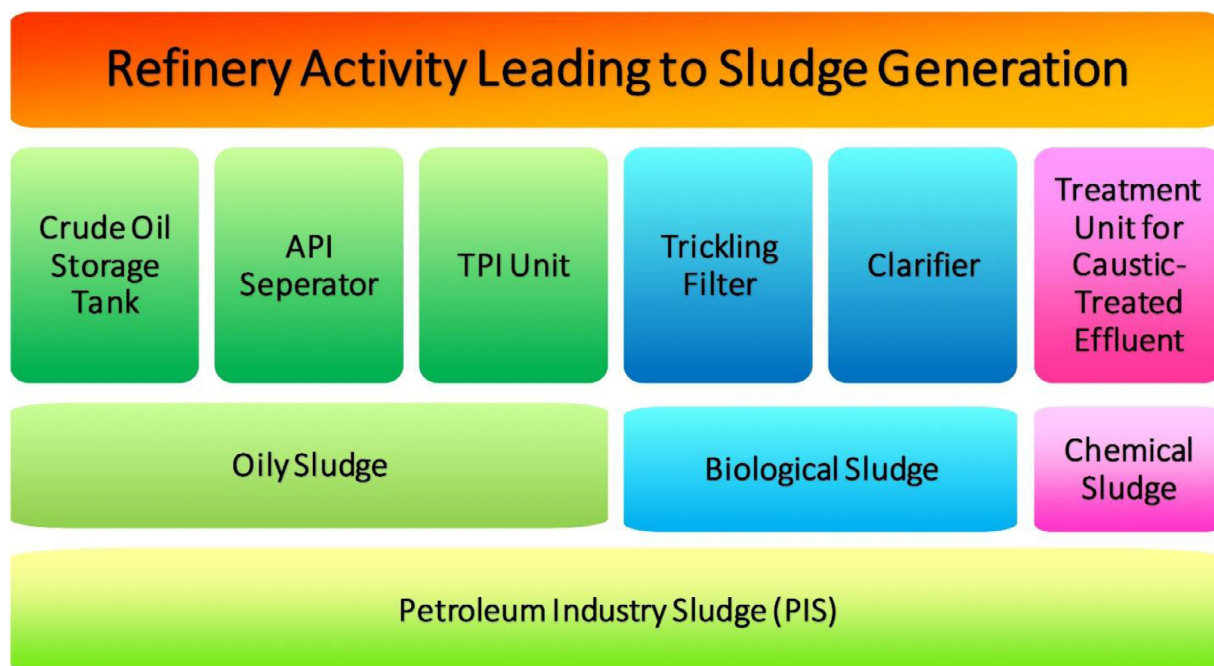 Refinery Activity Leading to Sludge Generation
Crude Oil
Storage
Tank
API
Seperator
TPI Unit
Trickling
Filter
Clarifier
Treatment
Unit for
Caustic-
Treated
Effluent
Oily Sludge
Biological Sludge
Chemical
Sludge
Petroleum Industry Sludge (PIS)